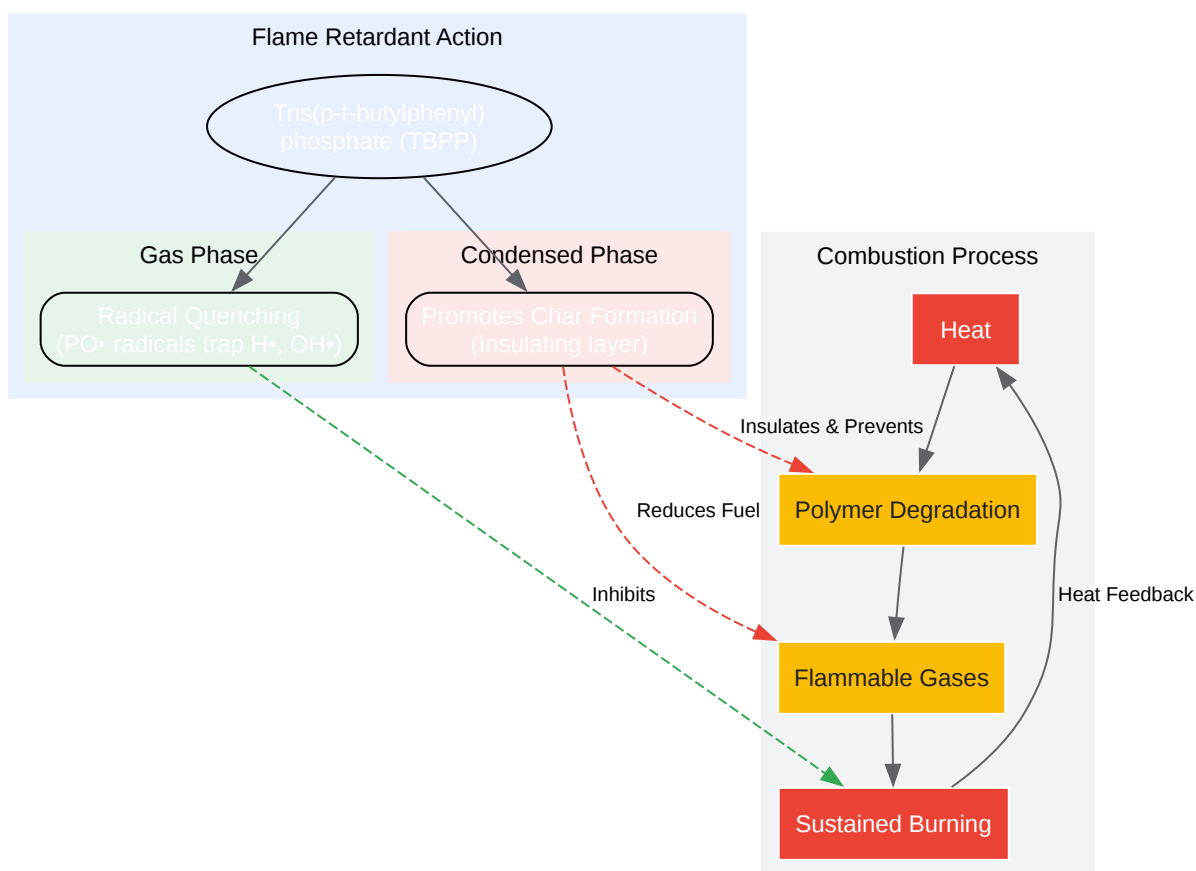 Flame Retardant Action
Tris(p-t-butylphenyl)
phosphate (TBPP)
Gas Phase
Condensed Phase
Combustion Process
Radical Quenching
(PO• radicals trap H•, OH•)
Promotes Char Formation
(Insulating layer)
Heat
Insulates & Prevents
Polymer Degradation
Reduces Fuel
Inhibits
Heat Feedback
Flammable Gases
Sustained Burning